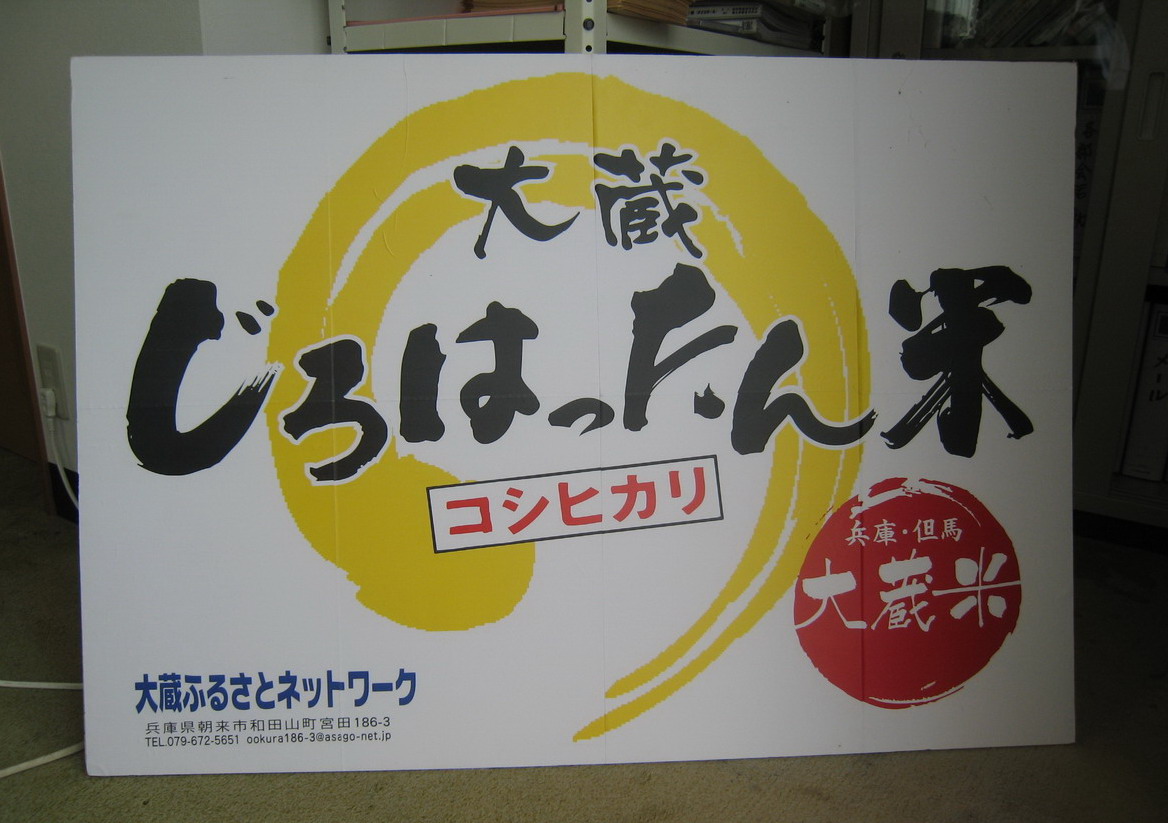 大蔵
じろはったん米
コシヒカリ
兵庫・但馬
大蔵米
大蔵ふるさとネットワーク
兵庫県朝来市和田山町宮田186-3
TEL.079-672-5651 ookura186-3@asago-net.jp